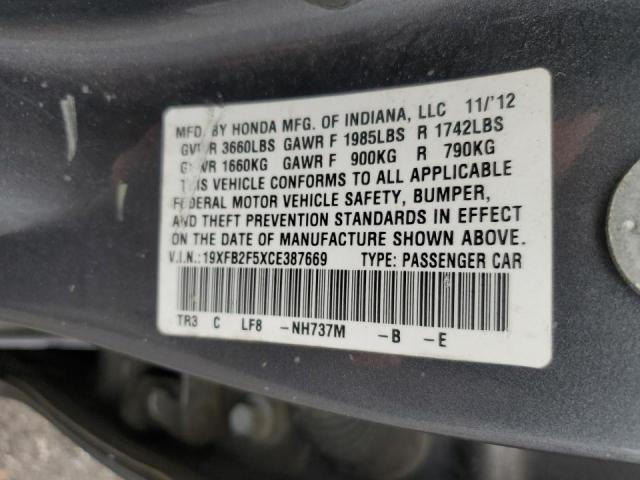 MFD. BY HONDA MFG. OF INDIANA, LLC 11/'12
GVWR 3660LBS GAWR F 1985LBS R 1742LBS
GVWR 1660KG GAWR F 900KG R 790KG
THIS VEHICLE CONFORMS TO ALL APPLICABLE
FEDERAL MOTOR VEHICLE SAFETY, BUMPER,
AND THEFT PREVENTION STANDARDS IN EFFECT
ON THE DATE OF MANUFACTURE SHOWN ABOVE.
V.I.N.:19XFB2F5XCE387669 TYPE: PASSENGER CAR
TR3 C LF8 -NH737M -B -E